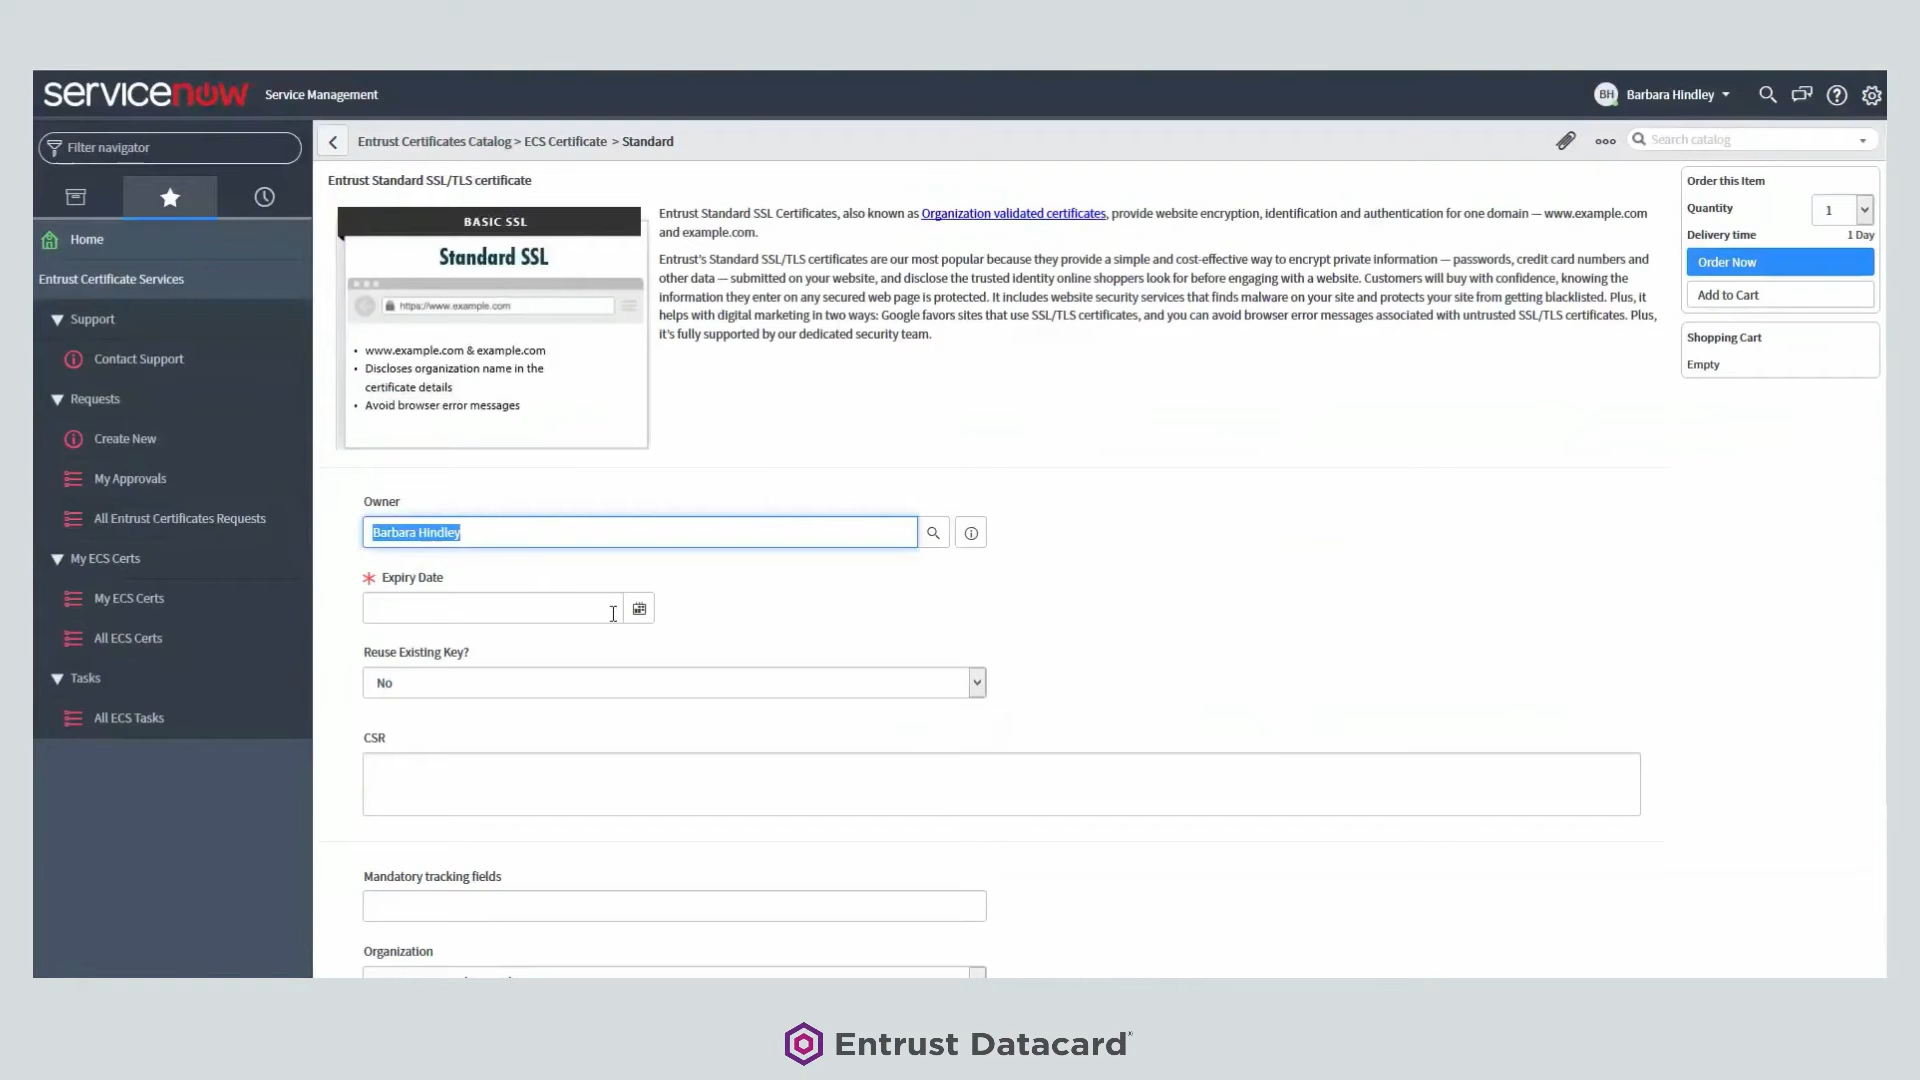 servicenow Service Management
BH Barbara Hindley
Filter navigator
Home
Entrust Certificate Services
Support
Contact Support
Requests
Create New
My Approvals
All Entrust Certificates Requests
My ECS Certs
My ECS Certs
All ECS Certs
Tasks
All ECS Tasks
Entrust Certificates Catalog > ECS Certificate > Standard
Search catalog
Entrust Standard SSL/TLS certificate
BASIC SSL
Standard SSL
https://www.example.com
• www.example.com & example.com
• Discloses organization name in the
certificate details
• Avoid browser error messages
Entrust Standard SSL Certificates, also known as Organization validated certificates, provide website encryption, identification and authentication for one domain — www.example.com
and example.com.
Entrust's Standard SSL/TLS certificates are our most popular because they provide a simple and cost-effective way to encrypt private information — passwords, credit card numbers and
other data — submitted on your website, and disclose the trusted identity online shoppers look for before engaging with a website. Customers will buy with confidence, knowing the
information they enter on any secured web page is protected. It includes website security services that finds malware on your site and protects your site from getting blacklisted. Plus, it
helps with digital marketing in two ways: Google favors sites that use SSL/TLS certificates, and you can avoid browser error messages associated with untrusted SSL/TLS certificates. Plus,
it's fully supported by our dedicated security team.
Order this Item
Quantity 1
Delivery time 1 Day
Order Now
Add to Cart
Shopping Cart
Empty
Owner
Barbara Hindley
* Expiry Date
Reuse Existing Key?
No
CSR
Mandatory tracking fields
Organization
Entrust Datacard